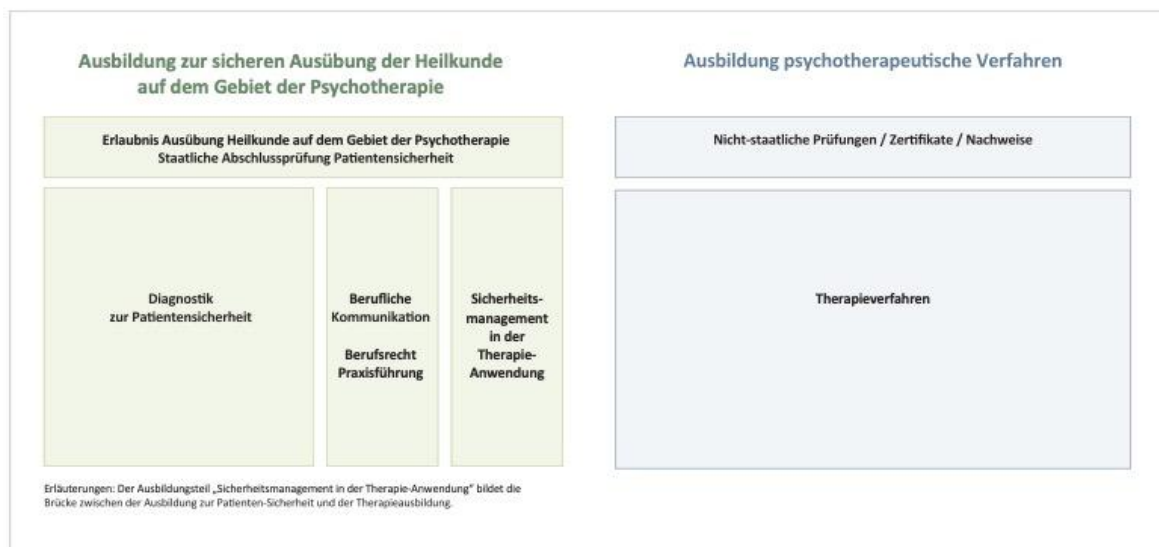 Ausbildung zur sicheren Ausübung der Heilkunde
auf dem Gebiet der Psychotherapie
Erlaubnis Ausübung Heilkunde auf dem Gebiet der Psychotherapie
Staatliche Abschlussprüfung Patientensicherheit
Diagnostik
zur Patientensicherheit
Berufliche
Kommunikation
Berufsrecht
Praxisführung
Sicherheits-
management
in der
Therapie-
Anwendung
Erläuterungen: Der Ausbildungsteil „Sicherheitsmanagement in der Therapie-Anwendung" bildet die
Brücke zwischen der Ausbildung zur Patienten-Sicherheit und der Therapieausbildung.
Ausbildung psychotherapeutische Verfahren
Nicht-staatliche Prüfungen / Zertifikate / Nachweise
Therapieverfahren